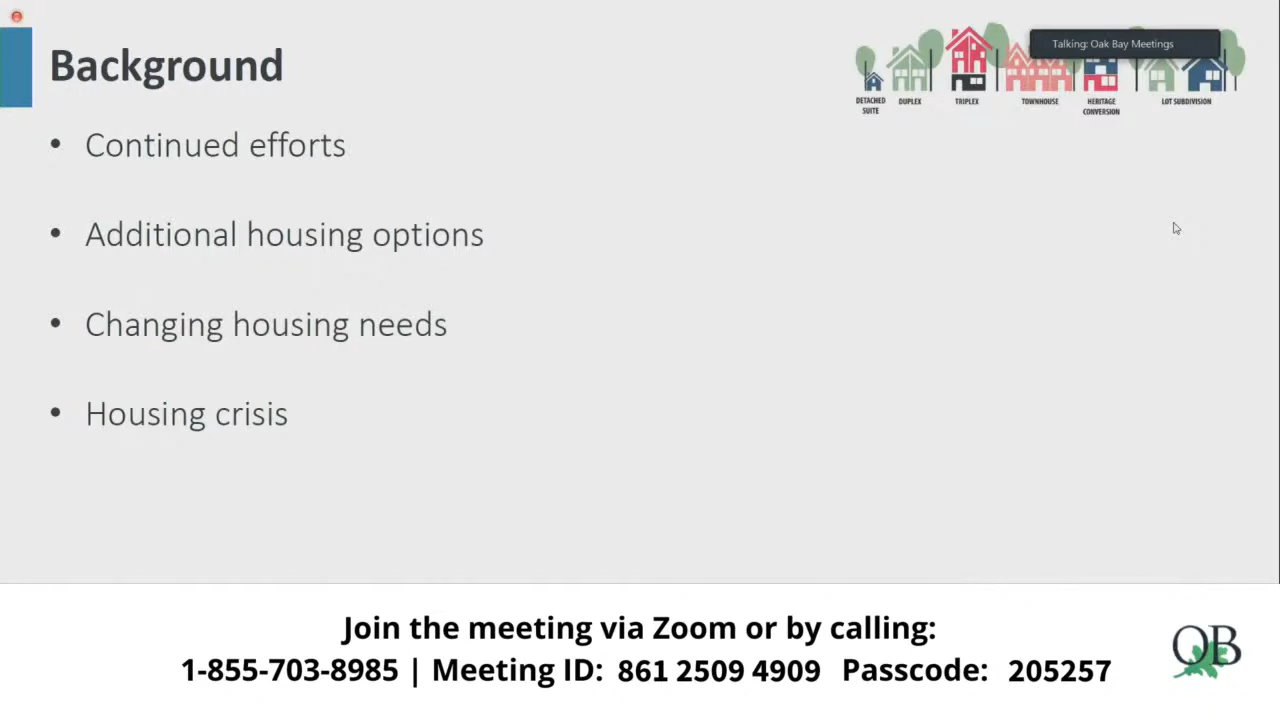 Background
Talking: Oak Bay Meetings
DETACHED SUITE
DUPLEX
TRIPLEX
TOWNHOUSE
HERITAGE CONVERSION
LOT SUBDIVISION
• Continued efforts
• Additional housing options
• Changing housing needs
• Housing crisis
Join the meeting via Zoom or by calling:
1-855-703-8985 | Meeting ID: 861 2509 4909 Passcode: 205257
OB